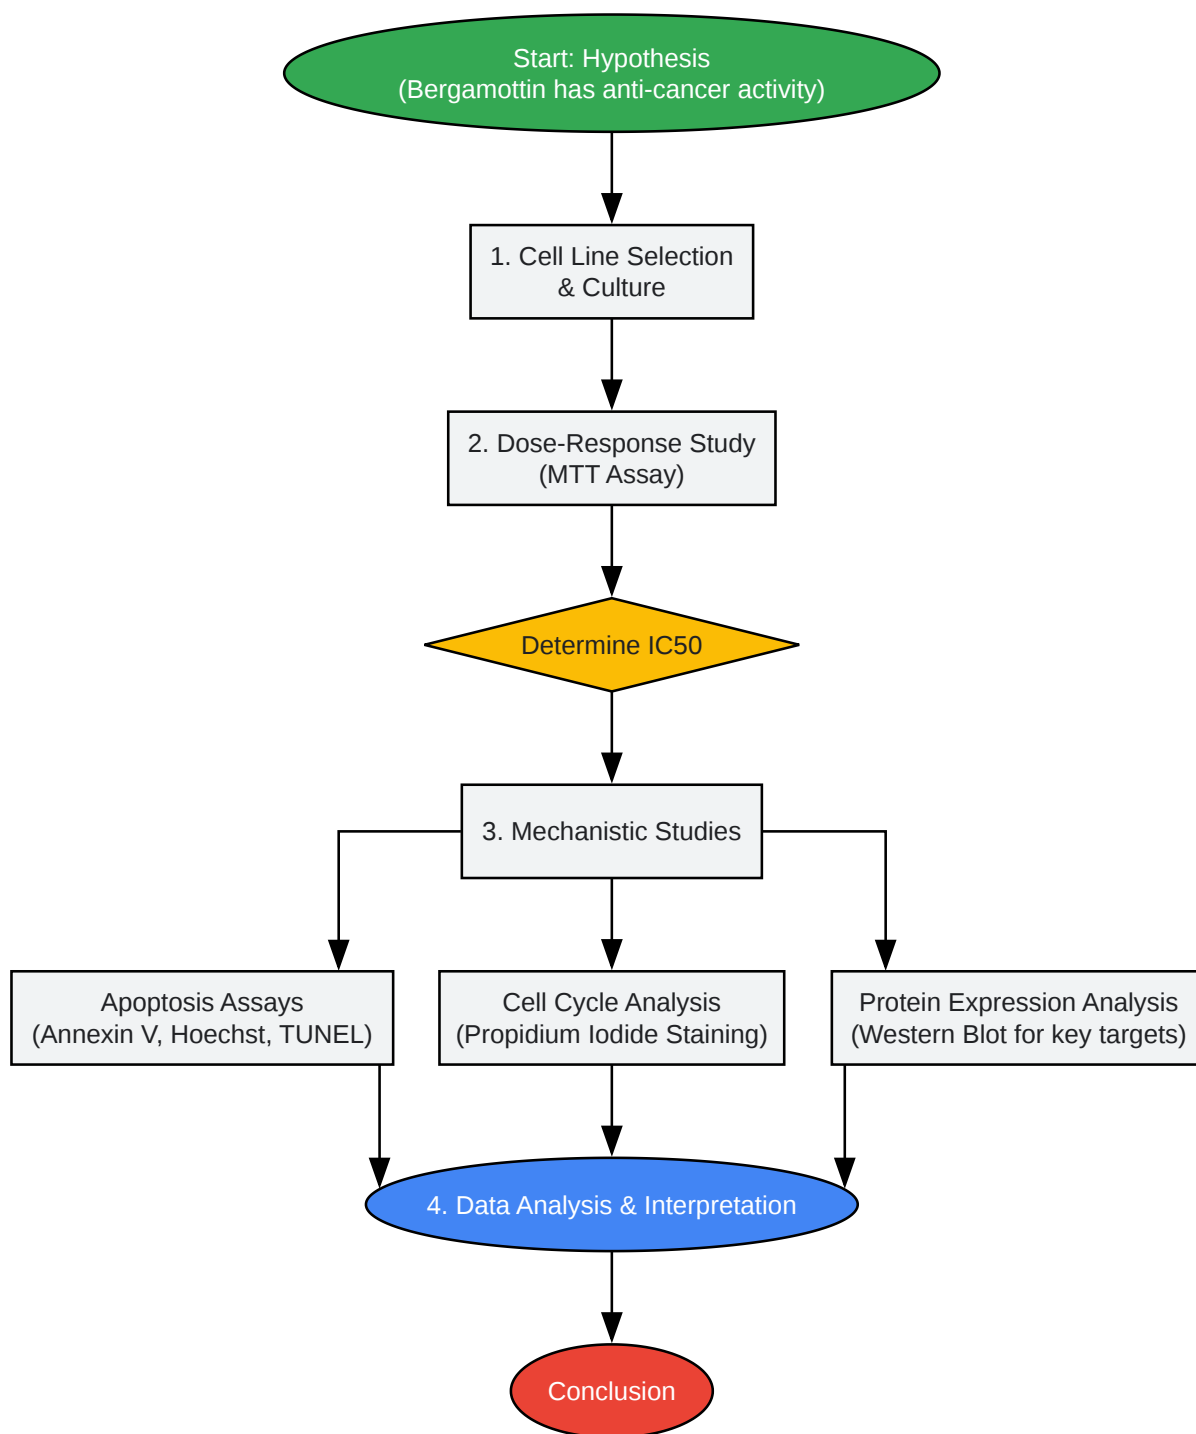 Start: Hypothesis
(Bergamottin has anti-cancer activity)
1. Cell Line Selection
& Culture
2. Dose-Response Study
(MTT Assay)
Determine IC50
3. Mechanistic Studies
Apoptosis Assays
(Annexin V, Hoechst, TUNEL)
Cell Cycle Analysis
(Propidium Iodide Staining)
Protein Expression Analysis
(Western Blot for key targets)
4. Data Analysis & Interpretation
Conclusion